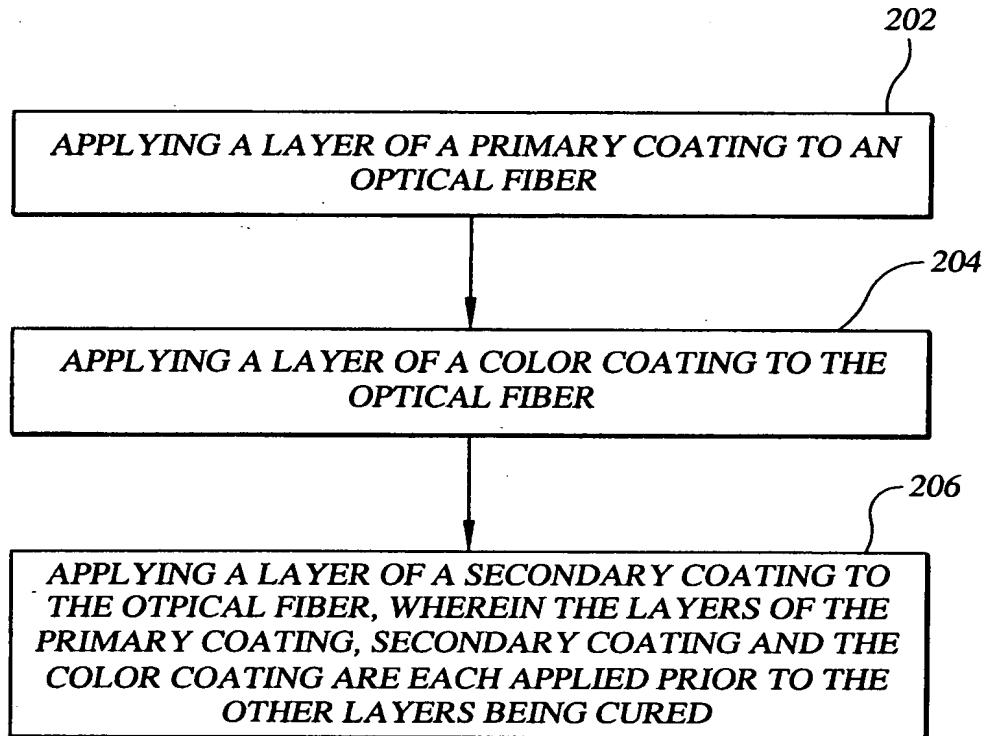 202
APPLYING A LAYER OF A PRIMARY COATING TO AN
OPTICAL FIBER
204
APPLYING A LAYER OF A COLOR COATING TO THE
OPTICAL FIBER
206
APPLYING A LAYER OF A SECONDARY COATING TO
THE OTPICAL FIBER, WHEREIN THE LAYERS OF THE
PRIMARY COATING, SECONDARY COATING AND THE
COLOR COATING ARE EACH APPLIED PRIOR TO THE
OTHER LAYERS BEING CURED